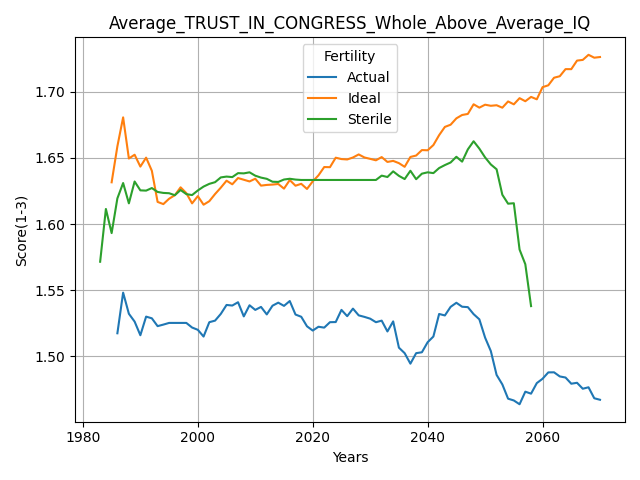 Average_TRUST_IN_CONGRESS_Whole_Above_Average_IQ
Fertility
Actual
Ideal
Sterile
Score(1-3)
1.70
1.65
1.60
1.55
1.50
1980
2000
2020
2040
2060
Years